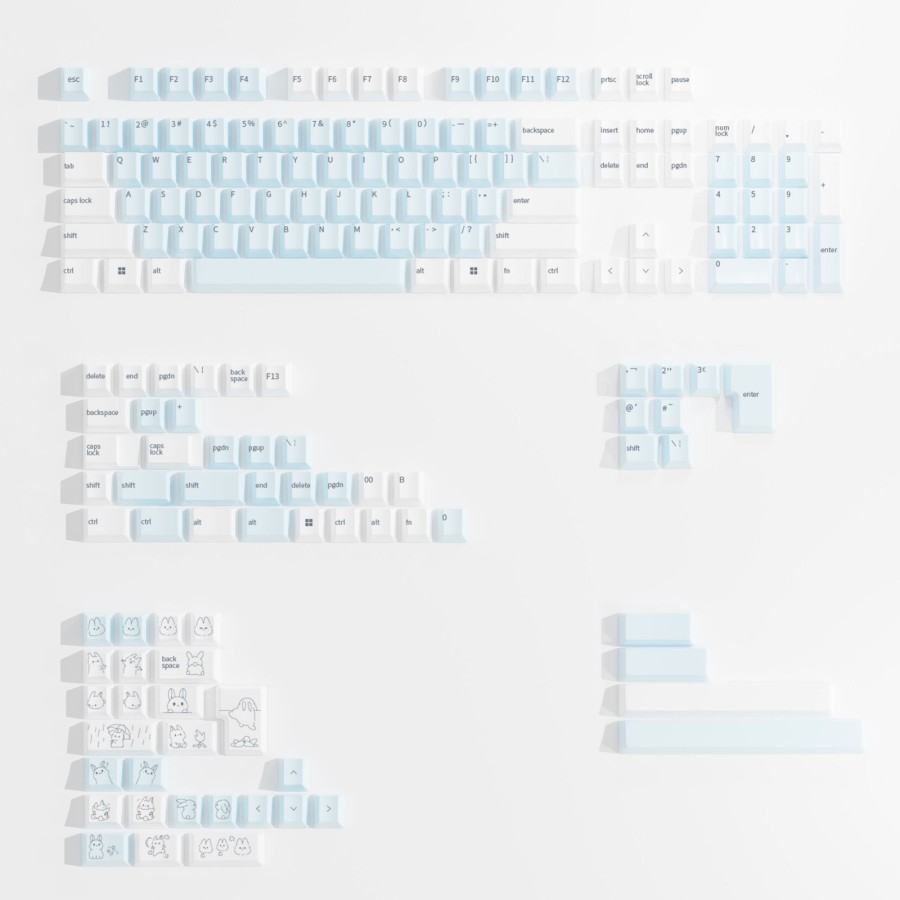 esc F1 F2 F3 F4 F5 F6 F7 F8 F9 F10 F11 F12 prtsc scroll lock pause
` ~ 1! 2@ 3# 4$ 5% 6^ 7& 8* 9( 0) - — =+ backspace insert home pgup num lock / -
tab Q W E R T Y U I O P [{ ]} \¦ delete end pgdn 7 8 9 +
caps lock A S D F G H J K L ; : enter 4 5 9
shift Z X C V B N M . < . > / ? shift ^ 1 2 3 enter
ctrl alt alt fn ctrl < > 0 .
delete end pgdn \¦ back space F13
backspace pgup +
caps lock caps lock pgdn pgup \¦
shift shift shift end delete pgdn 00 B
ctrl ctrl alt alt ctrl alt fn 0
2" 3€ enter
@' #~
shift \¦
back space
^
< >